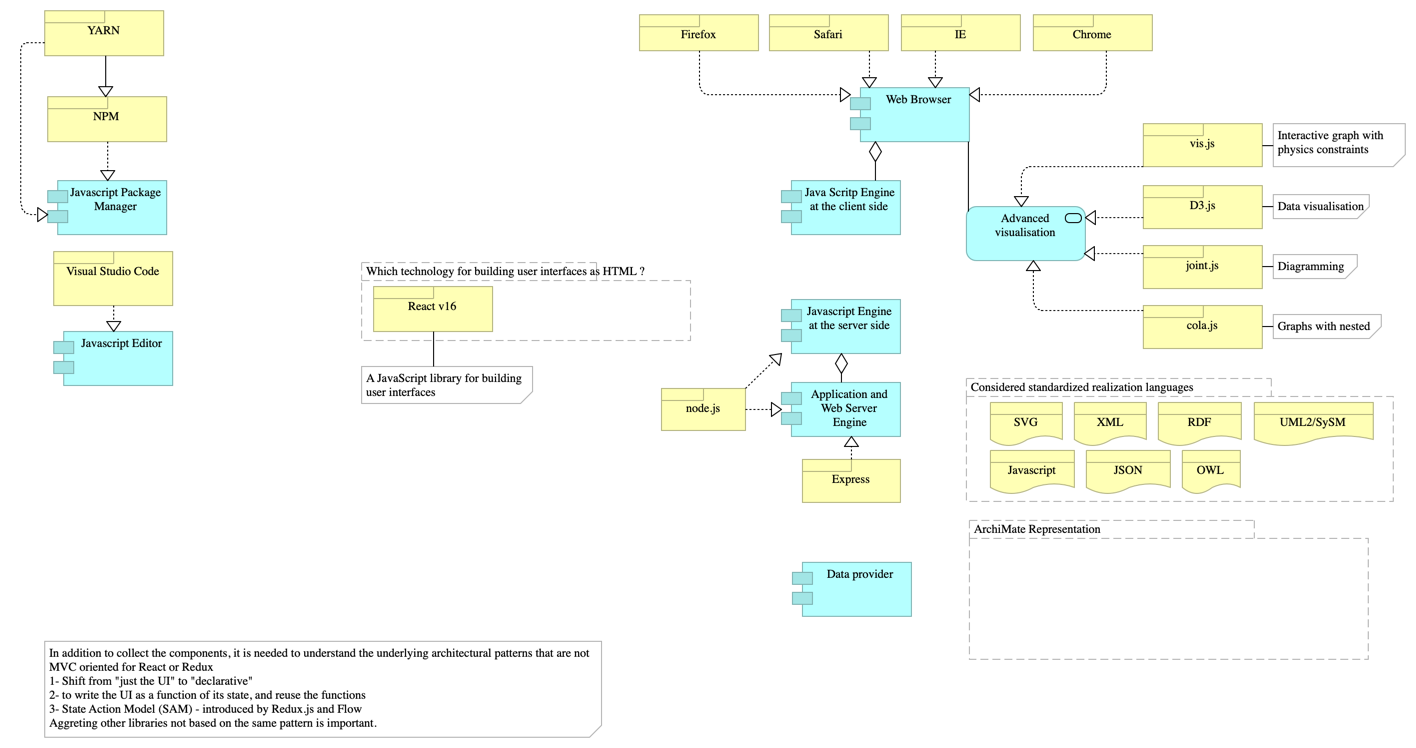 YARN
NPM
Javascript Package
Manager
Visual Studio Code
Javascript Editor
Which technology for building user interfaces as HTML ?
React v16
A JavaScript library for building
user interfaces
Firefox
Safari
IE
Chrome
Web Browser
Java Scritp Engine
at the client side
Advanced
visualisation
vis.js
Interactive graph with
physics constraints
D3.js
Data visualisation
joint.js
Diagramming
cola.js
Graphs with nested
Javascript Engine
at the server side
node.js
Application and
Web Server
Engine
Express
Data provider
Considered standardized realization languages
SVG
XML
RDF
UML2/SySM
Javascript
JSON
OWL
ArchiMate Representation
In addition to collect the components, it is needed to understand the underlying architectural patterns that are not
MVC oriented for React or Redux
1- Shift from "just the UI" to "declarative"
2- to write the UI as a function of its state, and reuse the functions
3- State Action Model (SAM) - introduced by Redux.js and Flow
Aggreting other libraries not based on the same pattern is important.